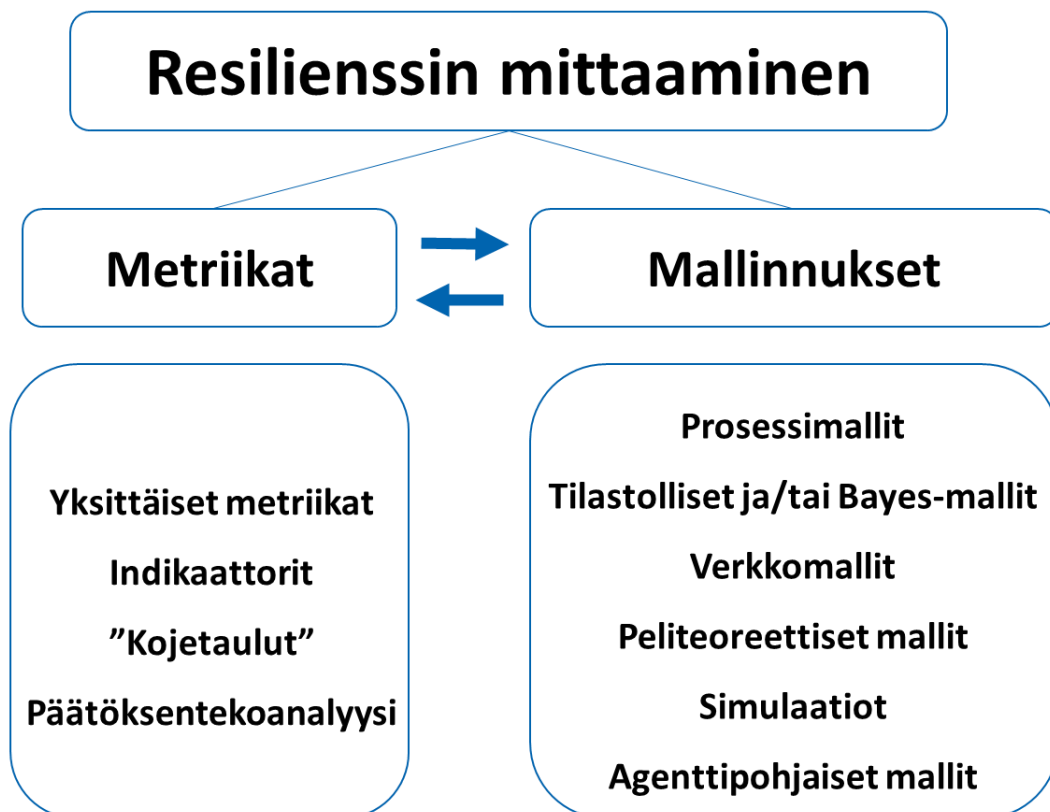 Resilienssin mittaaminen
Metriikat
Mallinnukset
Yksittäiset metriikat
Indikaattorit
”Kojetaulut”
Päätöksentekoanalyysi
Prosessimallit
Tilastolliset ja/tai Bayes-mallit
Verkkomallit
Peliteoreettiset mallit
Simulaatiot
Agenttipohjaiset mallit